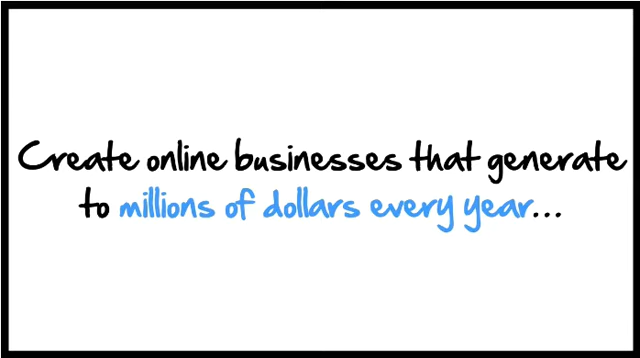 Create online businesses that generate
to millions of dollars every year...